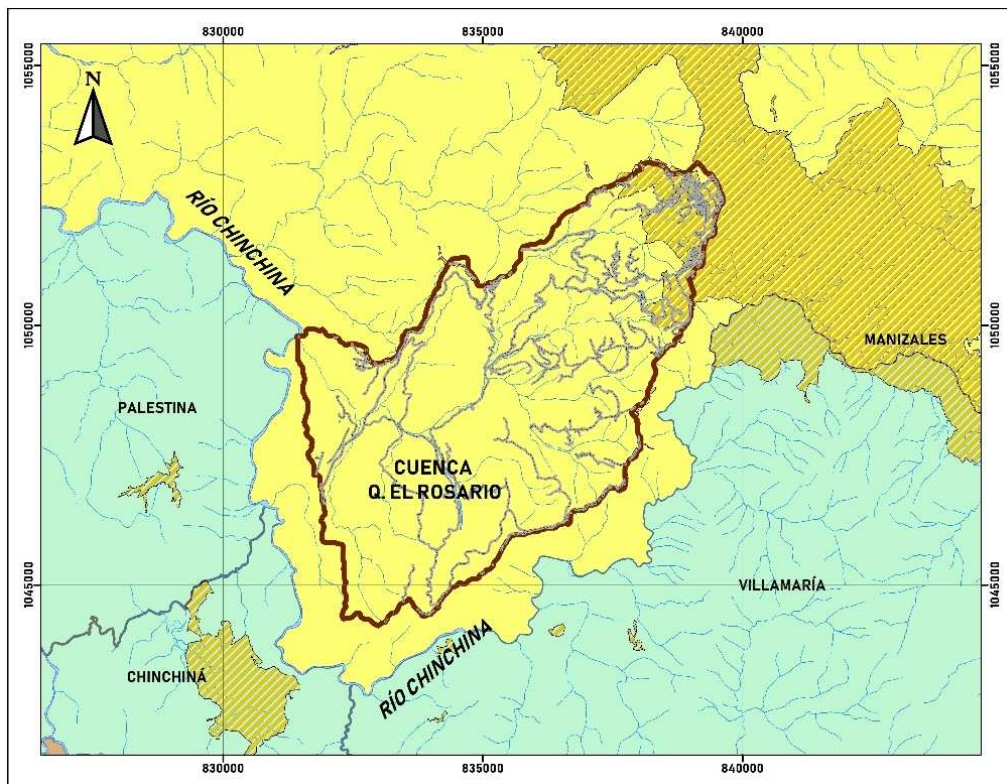 830000
835000
840000
1055000
1055000
N
RÍO CHINCHINA
1050000
1050000
MANIZALES
PALESTINA
CUENCA
Q. EL ROSARIO
1045000
1045000
VILLAMARÍA
RÍO CHINCHINA
CHINCHINÁ
830000
835000
840000